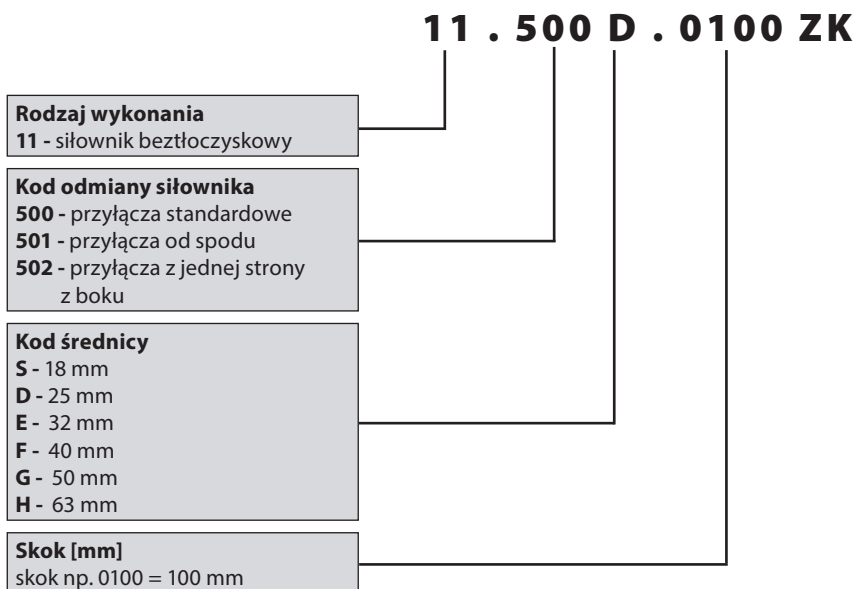 11 . 500 D . 0100 ZK
Rodzaj wykonania
11 - siłownik beztłoczyskowy
Kod odmiany siłownika
500 - przyłącza standardowe
501 - przyłącza od spodu
502 - przyłącza z jednej strony
z boku
Kod średnicy
S - 18 mm
D - 25 mm
E - 32 mm
F - 40 mm
G - 50 mm
H - 63 mm
Skok [mm]
skok np. 0100 = 100 mm